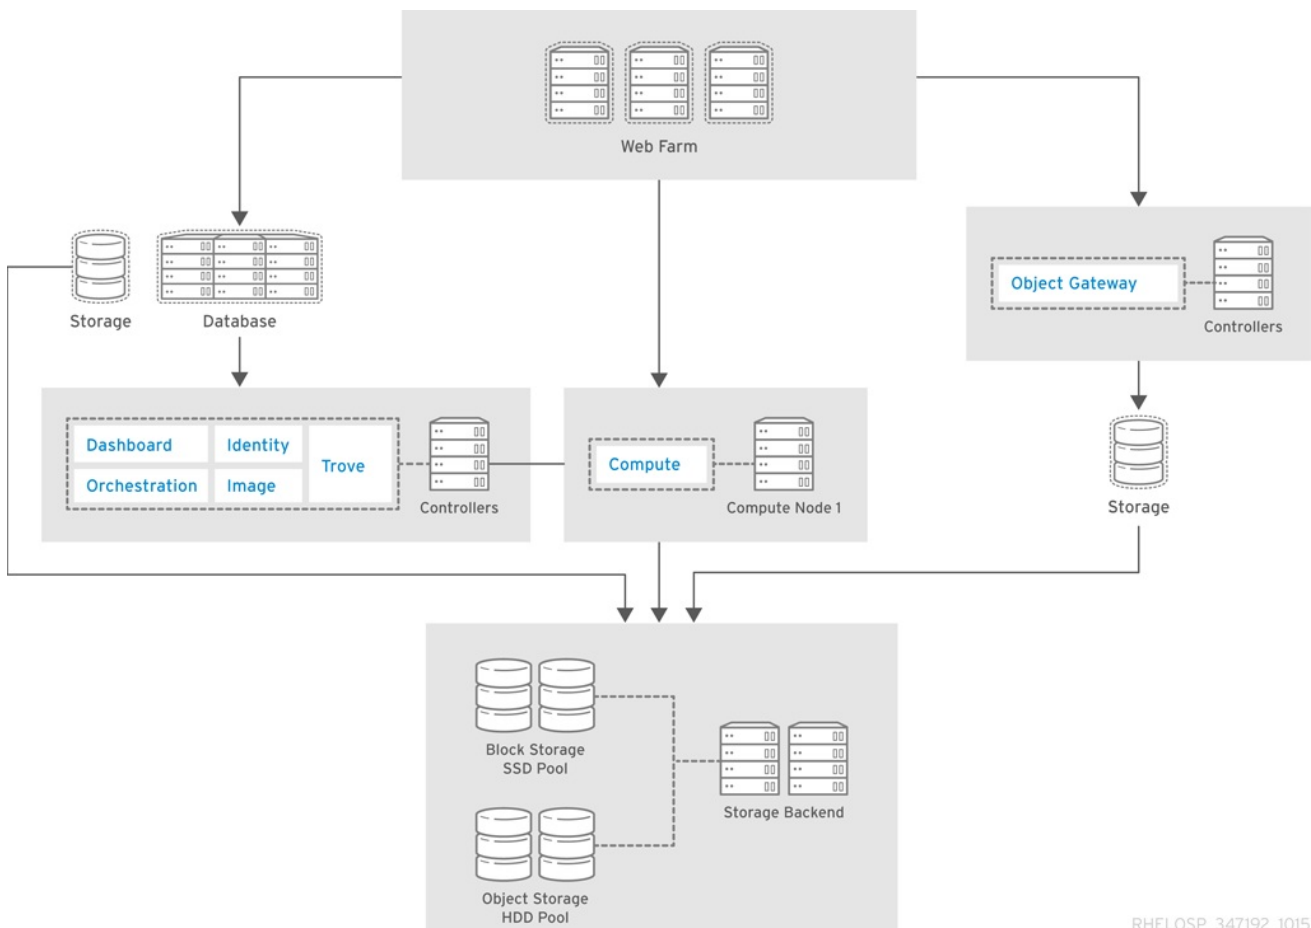 Web Farm
Storage
Database
Object Gateway
Controllers
Dashboard
Identity
Trove
Orchestration
Image
Controllers
Compute
Compute Node 1
Storage
Block Storage
SSD Pool
Storage Backend
Object Storage
HDD Pool
RHELOSP_347192_1015